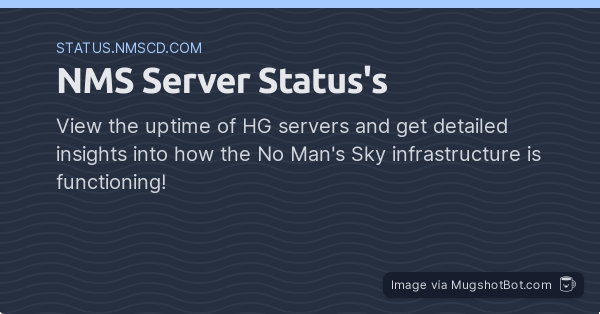 STATUS.NMSCD.COM
NMS Server Status's
View the uptime of HG servers and get detailed
insights into how the No Man's Sky infrastructure is
functioning!
Image via MugshotBot.com